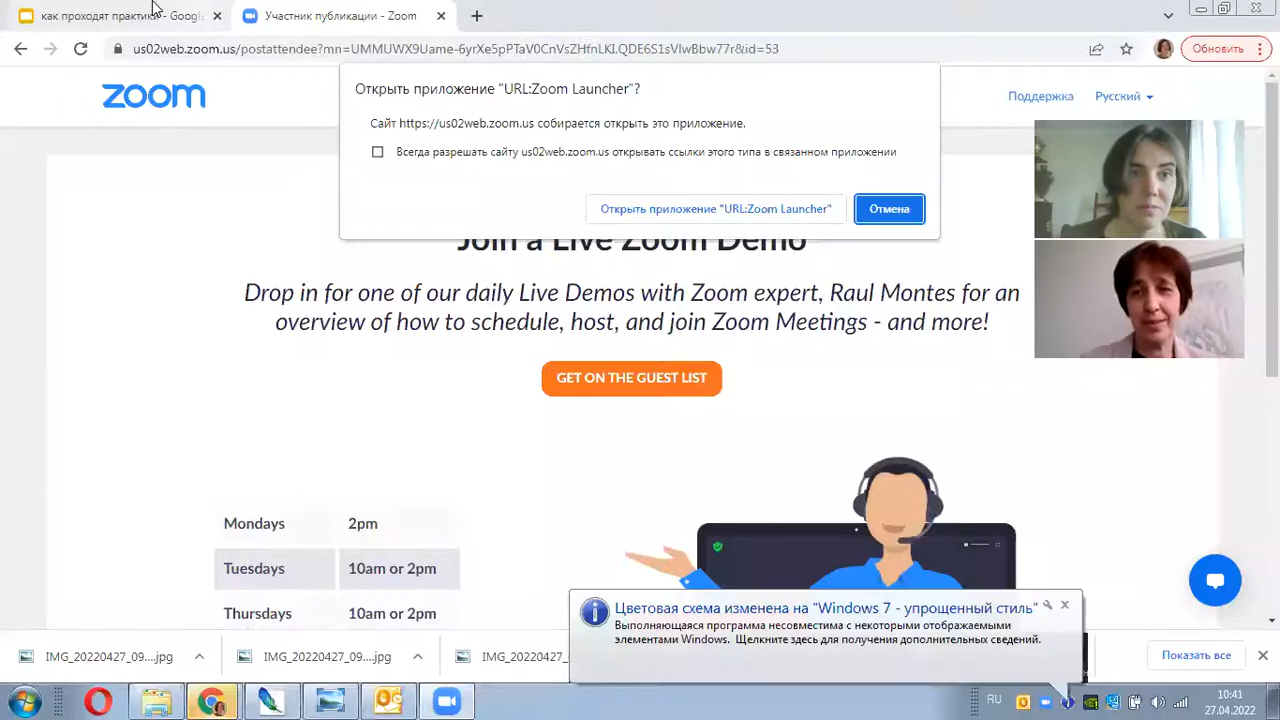 как проходят практики - Googl
Участник публикации - Zoom
us02web.zoom.us/postattendee?mn=UMMUWX9Uame-6yrXe5pPTaV0CnVsZHfnLKI.QDE6S1sVlwBbw77r&id=53
Обновить
zoom
Поддержка
Русский
Открыть приложение "URL:Zoom Launcher"?
Сайт https://us02web.zoom.us собирается открыть это приложение.
Всегда разрешать сайту us02web.zoom.us открывать ссылки этого типа в связанном приложении
Открыть приложение "URL:Zoom Launcher"
Отмена
Join a Live Zoom Demo
Drop in for one of our daily Live Demos with Zoom expert, Raul Montes for an
overview of how to schedule, host, and join Zoom Meetings - and more!
GET ON THE GUEST LIST
Mondays 2pm
Tuesdays 10am or 2pm
Thursdays 10am or 2pm
Цветовая схема изменена на "Windows 7 - упрощенный стиль"
Выполняющаяся программа несовместима с некоторыми отображаемыми
элементами Windows. Щелкните здесь для получения дополнительных сведений.
IMG_20220427_09....jpg
IMG_20220427_09....jpg
IMG_20220427_09
Показать все
RU
10:41
27.04.2022